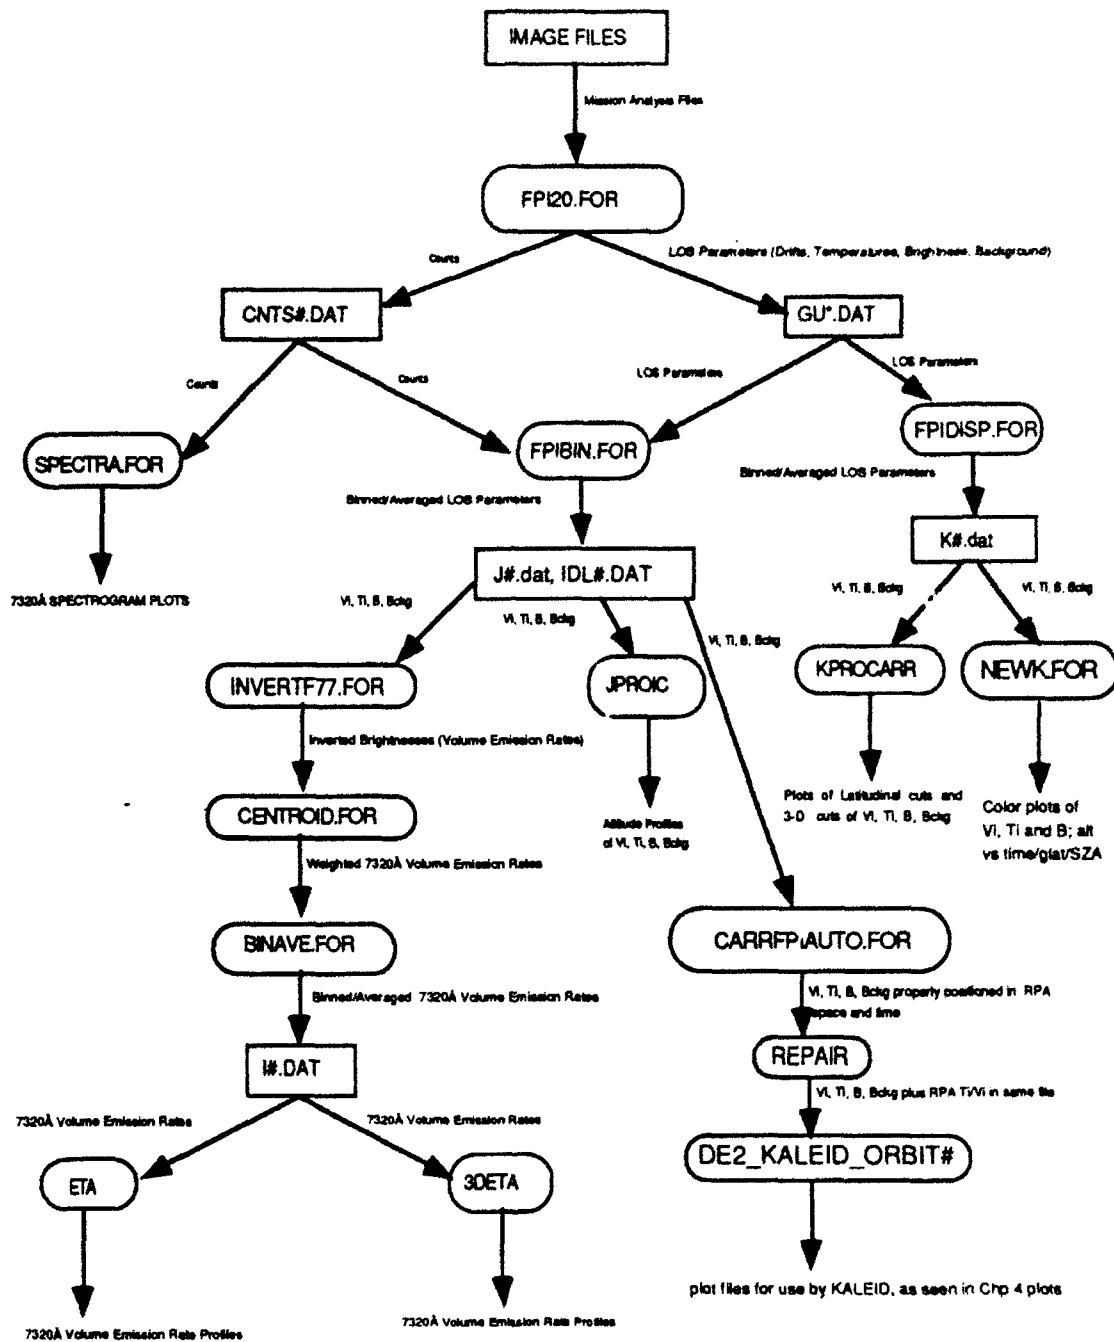 IMAGE FILES
Mission Analysis Files
FPI20.FOR
Counts
LOS Parameters (Drifts, Temperatures, Brightness, Background)
CNTS#.DAT
GU*.DAT
Counts
Counts
LOS Parameters
LOS Parameters
SPECTRA.FOR
FPIBIN.FOR
FPIDISP.FOR
Binned/Averaged LOS Parameters
Binned/Averaged LOS Parameters
7320Å SPECTROGRAM PLOTS
J#.dat, IDL#.DAT
K#.dat
Vi, Ti, B, Bckg
Vi, Ti, B, Bckg
Vi, Ti, B, Bckg
Vi, Ti, B, Bckg
Vi, Ti, B, Bckg
INVERTF77.FOR
JPROIC
KPROCARR
NEWK.FOR
Inverted Brightnesses (Volume Emission Rates)
CENTROID.FOR
Altitude Profiles
of Vi, Ti, B, Bckg
Plots of Latitudinal cuts and
3-D cuts of Vi, Ti, B, Bckg
Color plots of
Vi, Ti and B; alt
vs time/glat/SZA
Weighted 7320Å Volume Emission Rates
BINAVE.FOR
CARRFPIAUTO.FOR
Binned/Averaged 7320Å Volume Emission Rates
Vi, Ti, B, Bckg properly positioned in RPA
space and time
I#.DAT
REPAIR
7320Å Volume Emission Rates
7320Å Volume Emission Rates
Vi, Ti, B, Bckg plus RPA Ti/Vi in same file
ETA
3DETA
DE2_KALEID_ORBIT#
plot files for use by KALEID, as seen in Chp 4 plots
7320Å Volume Emission Rate Profiles
7320Å Volume Emission Rate Profiles